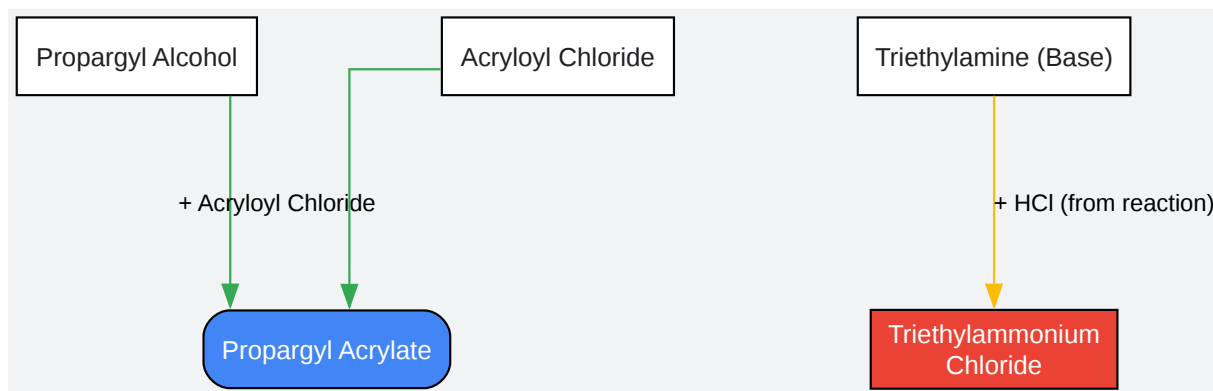 Propargyl Alcohol
Acryloyl Chloride
Triethylamine (Base)
+ Acryloyl Chloride
+ HCl (from reaction)
Propargyl Acrylate
Triethylammonium
Chloride